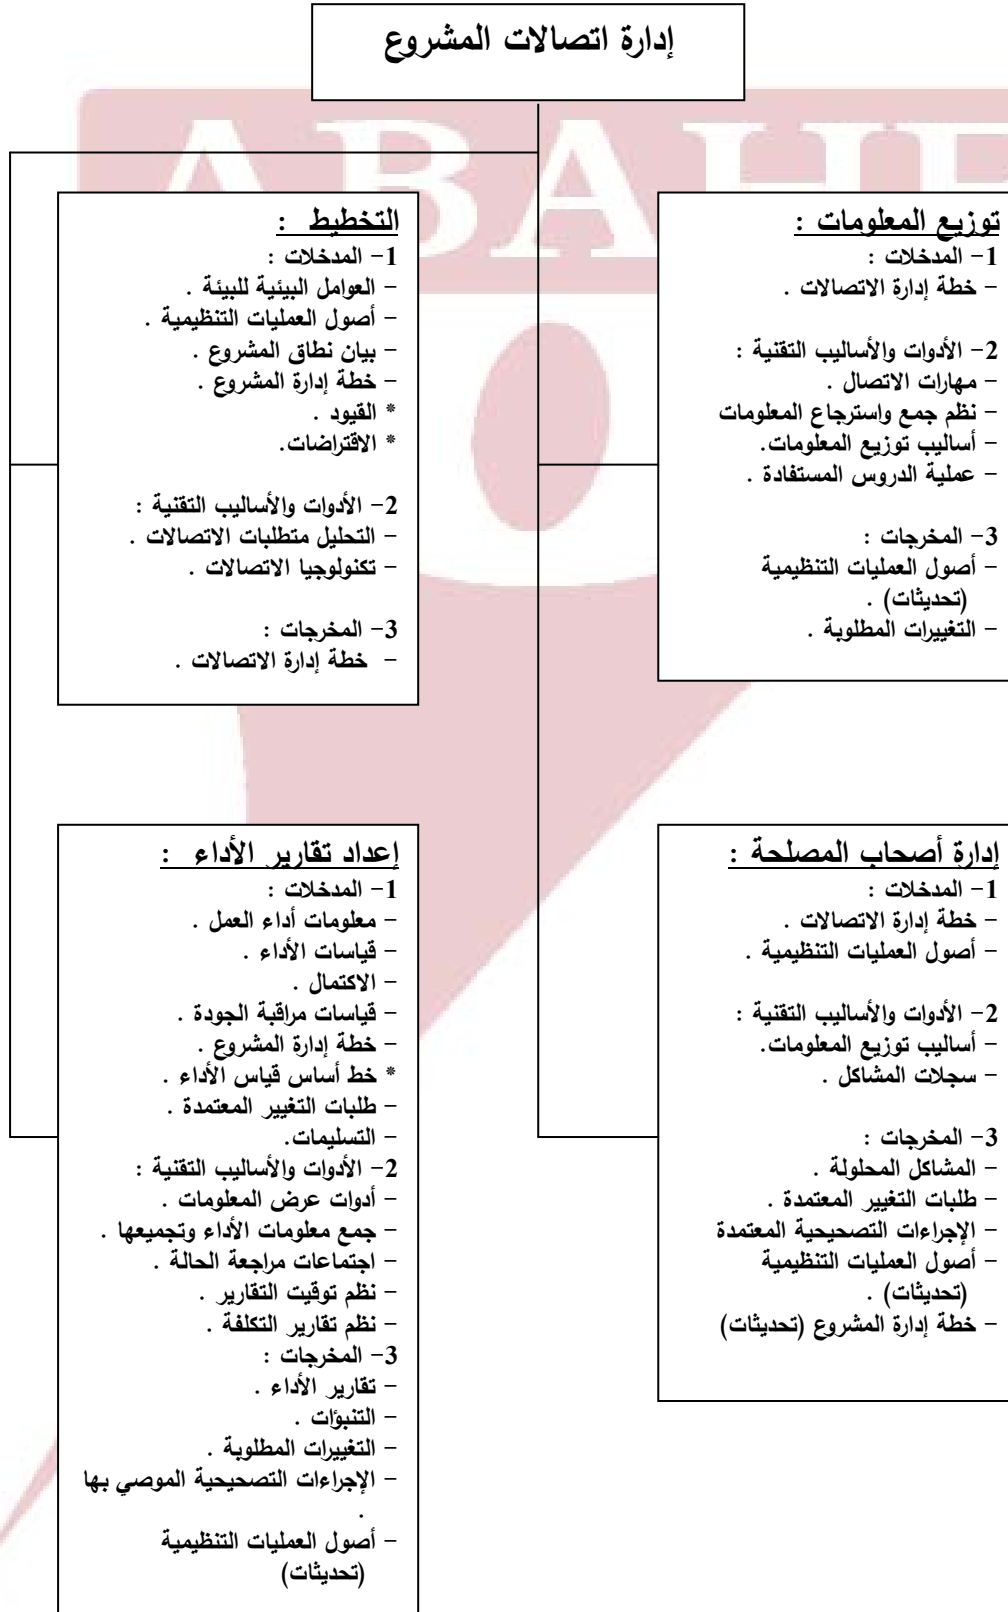 إدارة اتصالات المشروع
ABAHE
توزيع المعلومات :
1- المدخلات :
- خطة إدارة الاتصالات .
2- الأدوات والأساليب التقنية :
- مهارات الاتصال .
- نظم جمع واسترجاع المعلومات
- أساليب توزيع المعلومات.
- عملية الدروس المستفادة .
3- المخرجات :
- أصول العمليات التنظيمية
(تحديثات) .
- التغييرات المطلوبة .
التخطيط :
1- المدخلات :
- العوامل البيئية للبيئة .
- أصول العمليات التنظيمية .
- بيان نطاق المشروع .
- خطة إدارة المشروع .
* القيود .
* الافتراضات.
2- الأدوات والأساليب التقنية :
- التحليل متطلبات الاتصالات .
- تكنولوجيا الاتصالات .
3- المخرجات :
- خطة إدارة الاتصالات .
إدارة أصحاب المصلحة :
1- المدخلات :
- خطة إدارة الاتصالات .
- أصول العمليات التنظيمية .
2- الأدوات والأساليب التقنية :
- أساليب توزيع المعلومات.
- سجلات المشاكل .
3- المخرجات :
- المشاكل المحلولة .
- طلبات التغيير المعتمدة .
- الإجراءات التصحيحية المعتمدة
- أصول العمليات التنظيمية
(تحديثات) .
- خطة إدارة المشروع (تحديثات)
إعداد تقارير الأداء :
1- المدخلات :
- معلومات أداء العمل .
- قياسات الأداء .
- الاكتمال .
- قياسات مراقبة الجودة .
- خطة إدارة المشروع .
* خط أساس قياس الأداء .
- طلبات التغيير المعتمدة .
- التسليمات.
2- الأدوات والأساليب التقنية :
- أدوات عرض المعلومات .
- جمع معلومات الأداء وتجميعها .
- اجتماعات مراجعة الحالة .
- نظم توقيت التقارير .
- نظم تقارير التكلفة .
3- المخرجات :
- تقارير الأداء .
- التنبؤات .
- التغييرات المطلوبة .
- الإجراءات التصحيحية الموصي بها
.
- أصول العمليات التنظيمية
(تحديثات)